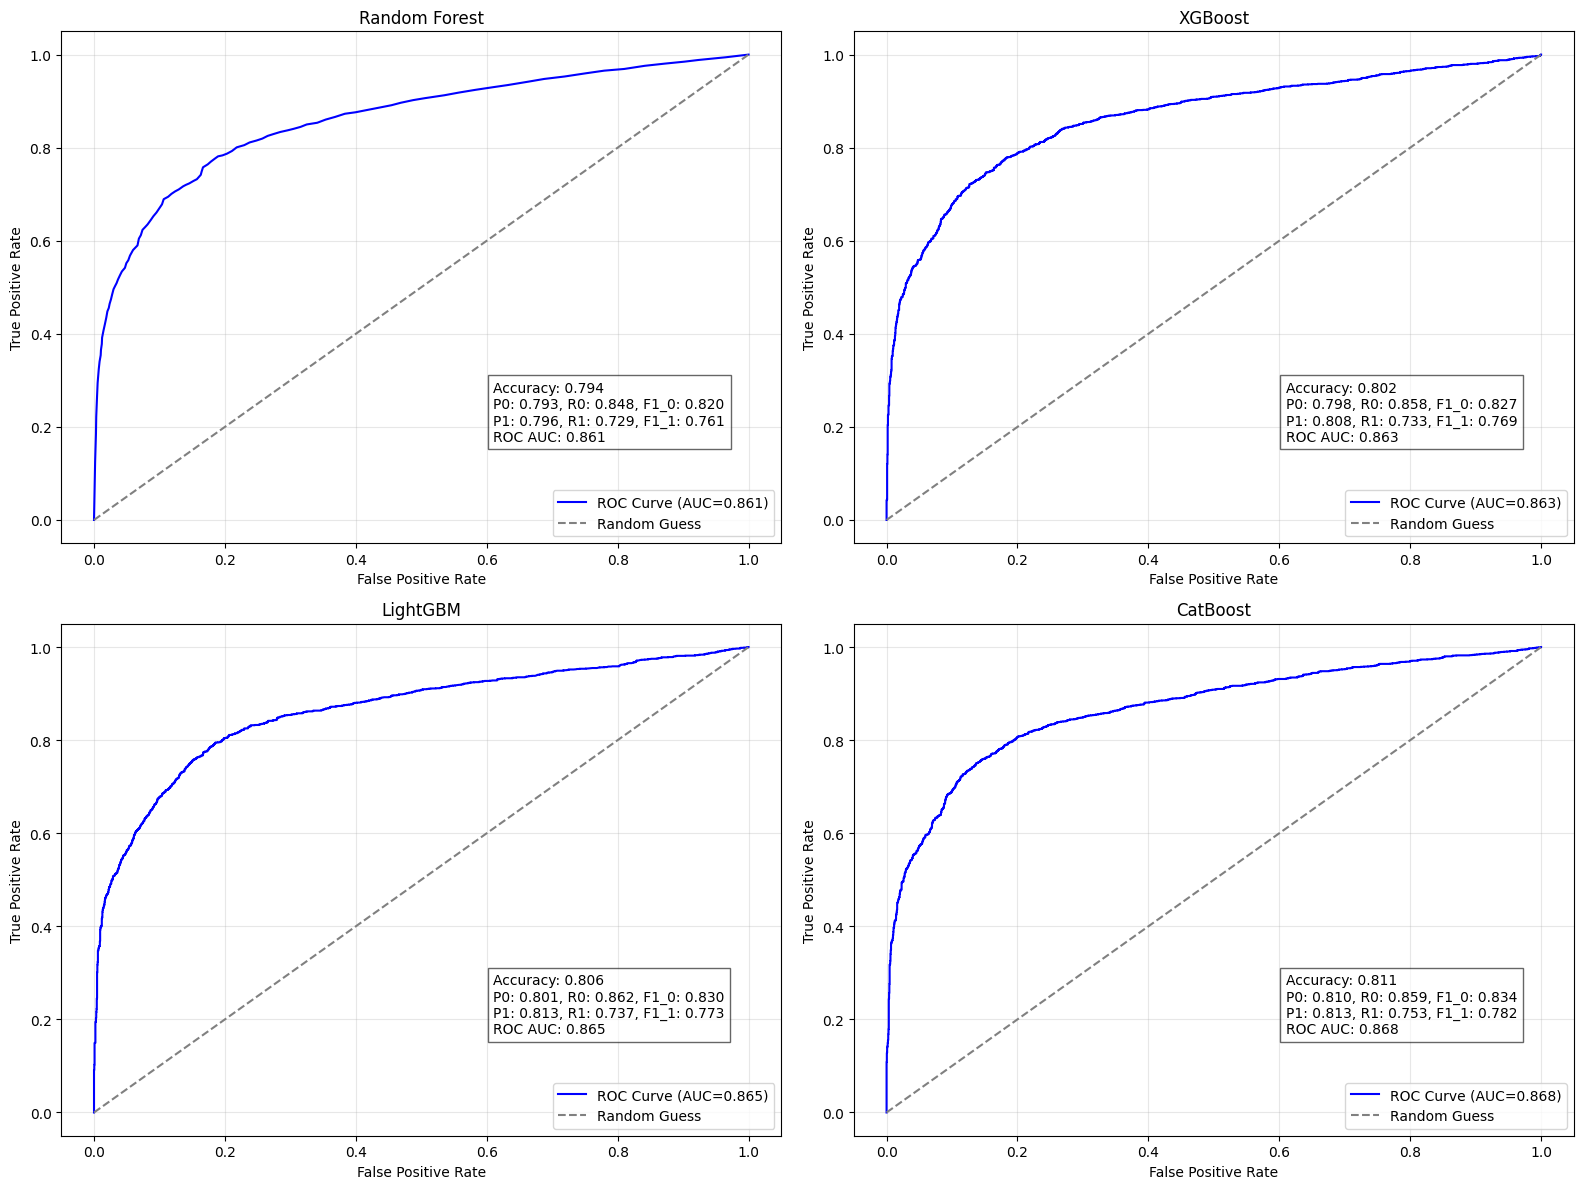 Random Forest
1.0
0.8
0.6
0.4
0.2
0.0
True Positive Rate
Accuracy: 0.794
P0: 0.793, R0: 0.848, F1_0: 0.820
P1: 0.796, R1: 0.729, F1_1: 0.761
ROC AUC: 0.861
ROC Curve (AUC=0.861)
Random Guess
0.0 0.2 0.4 0.6 0.8 1.0
False Positive Rate
XGBoost
1.0
0.8
0.6
0.4
0.2
0.0
True Positive Rate
Accuracy: 0.802
P0: 0.798, R0: 0.858, F1_0: 0.827
P1: 0.808, R1: 0.733, F1_1: 0.769
ROC AUC: 0.863
ROC Curve (AUC=0.863)
Random Guess
0.0 0.2 0.4 0.6 0.8 1.0
False Positive Rate
LightGBM
1.0
0.8
0.6
0.4
0.2
0.0
True Positive Rate
Accuracy: 0.806
P0: 0.801, R0: 0.862, F1_0: 0.830
P1: 0.813, R1: 0.737, F1_1: 0.773
ROC AUC: 0.865
ROC Curve (AUC=0.865)
Random Guess
0.0 0.2 0.4 0.6 0.8 1.0
False Positive Rate
CatBoost
1.0
0.8
0.6
0.4
0.2
0.0
True Positive Rate
Accuracy: 0.811
P0: 0.810, R0: 0.859, F1_0: 0.834
P1: 0.813, R1: 0.753, F1_1: 0.782
ROC AUC: 0.868
ROC Curve (AUC=0.868)
Random Guess
0.0 0.2 0.4 0.6 0.8 1.0
False Positive Rate